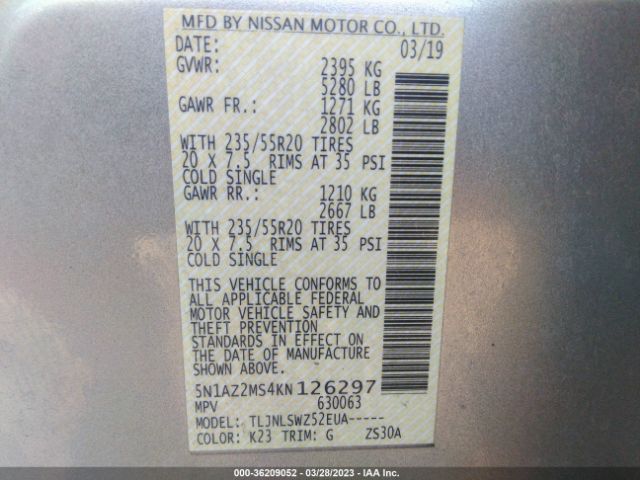 MFD BY NISSAN MOTOR CO., LTD.
DATE: 03/19
GVWR: 2395 KG
5280 LB
GAWR FR.: 1271 KG
2802 LB
WITH 235/55R20 TIRES
20 X 7.5 RIMS AT 35 PSI
COLD SINGLE
GAWR RR.: 1210 KG
2667 LB
WITH 235/55R20 TIRES
20 X 7.5 RIMS AT 35 PSI
COLD SINGLE
THIS VEHICLE CONFORMS TO
ALL APPLICABLE FEDERAL
MOTOR VEHICLE SAFETY AND
THEFT PREVENTION
STANDARDS IN EFFECT ON
THE DATE OF MANUFACTURE
SHOWN ABOVE.
5N1AZ2MS4KN126297
MPV 630063
MODEL: TLJNLSWZ52EUA-----
COLOR: K23 TRIM: G ZS30A
000-36209052 — 03/28/2023 — IAA Inc.